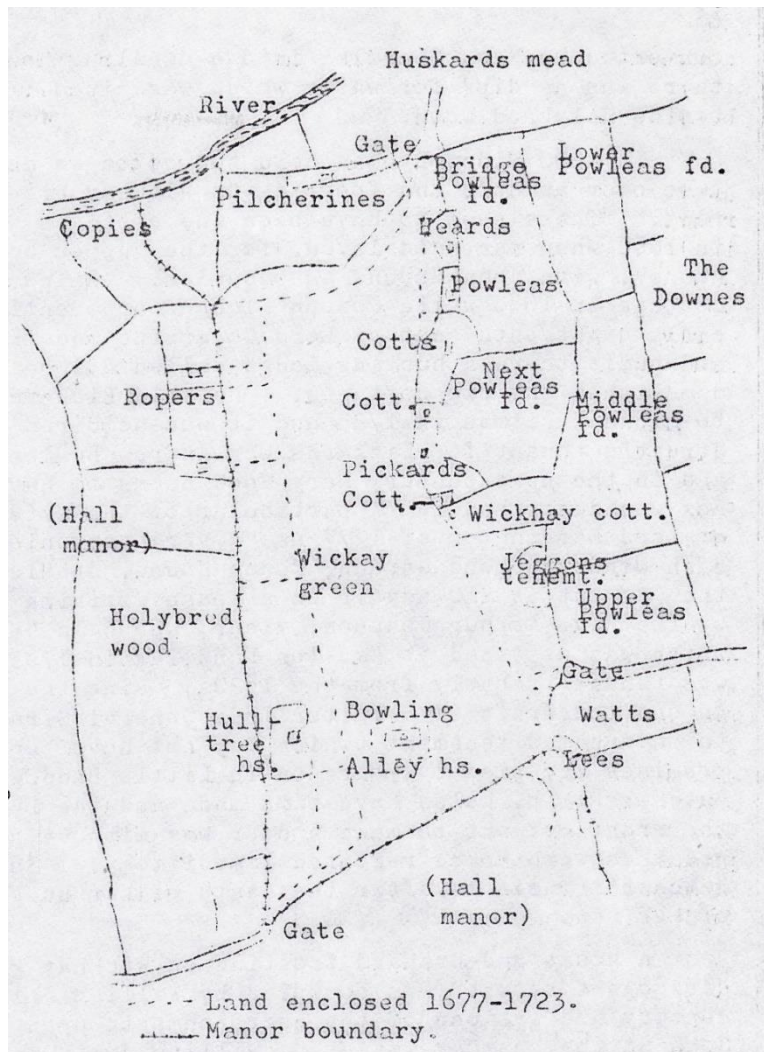 Huskards mead
River
Gate
Lower
Powleas fd.
Bridge
Powleas
fd.
Pilcherines
Copies
Heards
The
Downes
Powleas
Cotts
Next
Powleas
fd.
tr
Ropers
Cott.
Middle
Powleas
fd.
Pickards
Cott.
Wickhay cott.
(Hall
manor)
Wickay
green
Jeggons
tenemt.
Holybred
wood
Upper
Powleas
fd.
Gate
Hull
tree
hs.
Bowling
Alley hs.
Watts
Lees
(Hall
manor)
Gate
Land enclosed 1677-1723.
Manor boundary.